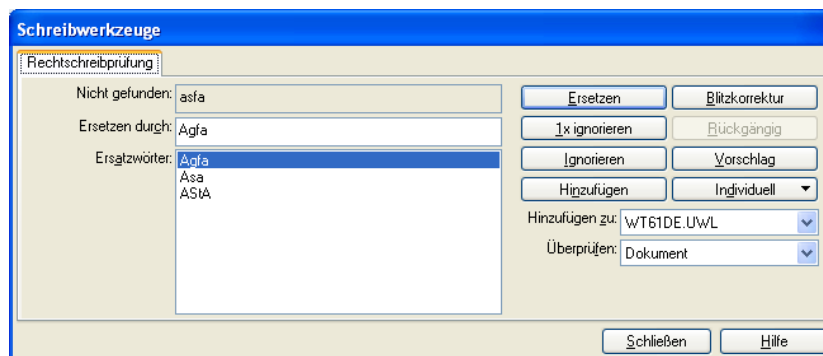 Schreibwerkzeuge
Rechtschreibprüfung
Nicht gefunden: asfa
Ersetzen durch: Agfa
Ersatzwörter: Agfa
Asa
AStA
Ersetzen Blitzkorrektur
1x ignorieren Rückgängig
Ignorieren Vorschlag
Hinzufügen Individuell
Hinzufügen zu: WT61DE.UWL
Überprüfen: Dokument
Schließen Hilfe